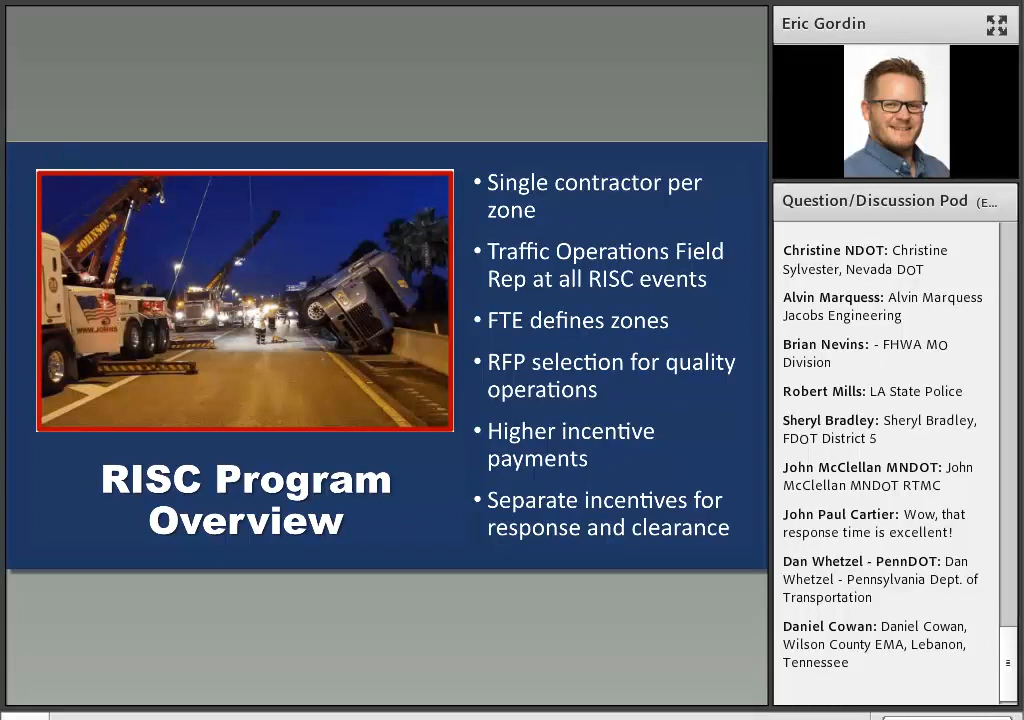 Single contractor per
zone
Traffic Operations Field
Rep at all RISC events
FTE defines zones
RFP selection for quality
operations
Higher incentive
payments
Separate incentives for
response and clearance
JOHNSON'S
RISC Program
Overview
Eric Gordin
Question/Discussion Pod (E...
Christine NDOT: Christine
Sylvester, Nevada DOT
Alvin Marquess: Alvin Marquess
Jacobs Engineering
Brian Nevins: - FHWA MO
Division
Robert Mills: LA State Police
Sheryl Bradley: Sheryl Bradley,
FDOT District 5
John McClellan MNDOT: John
McClellan MNDOT RTMC
John Paul Cartier: Wow, that
response time is excellent!
Dan Whetzel - PennDOT: Dan
Whetzel - Pennsylvania Dept. of
Transportation
Daniel Cowan: Daniel Cowan,
Wilson County EMA, Lebanon,
Tennessee